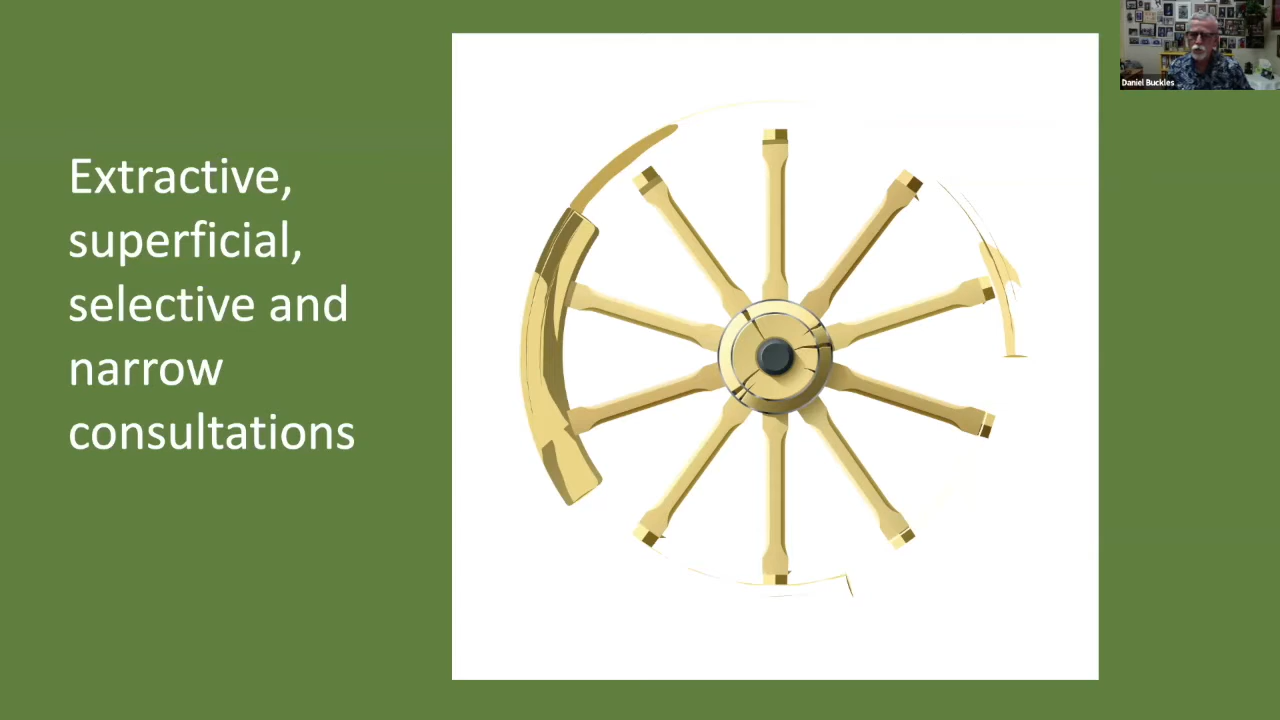 Extractive,
superficial,
selective and
narrow
consultations
Daniel Buckles